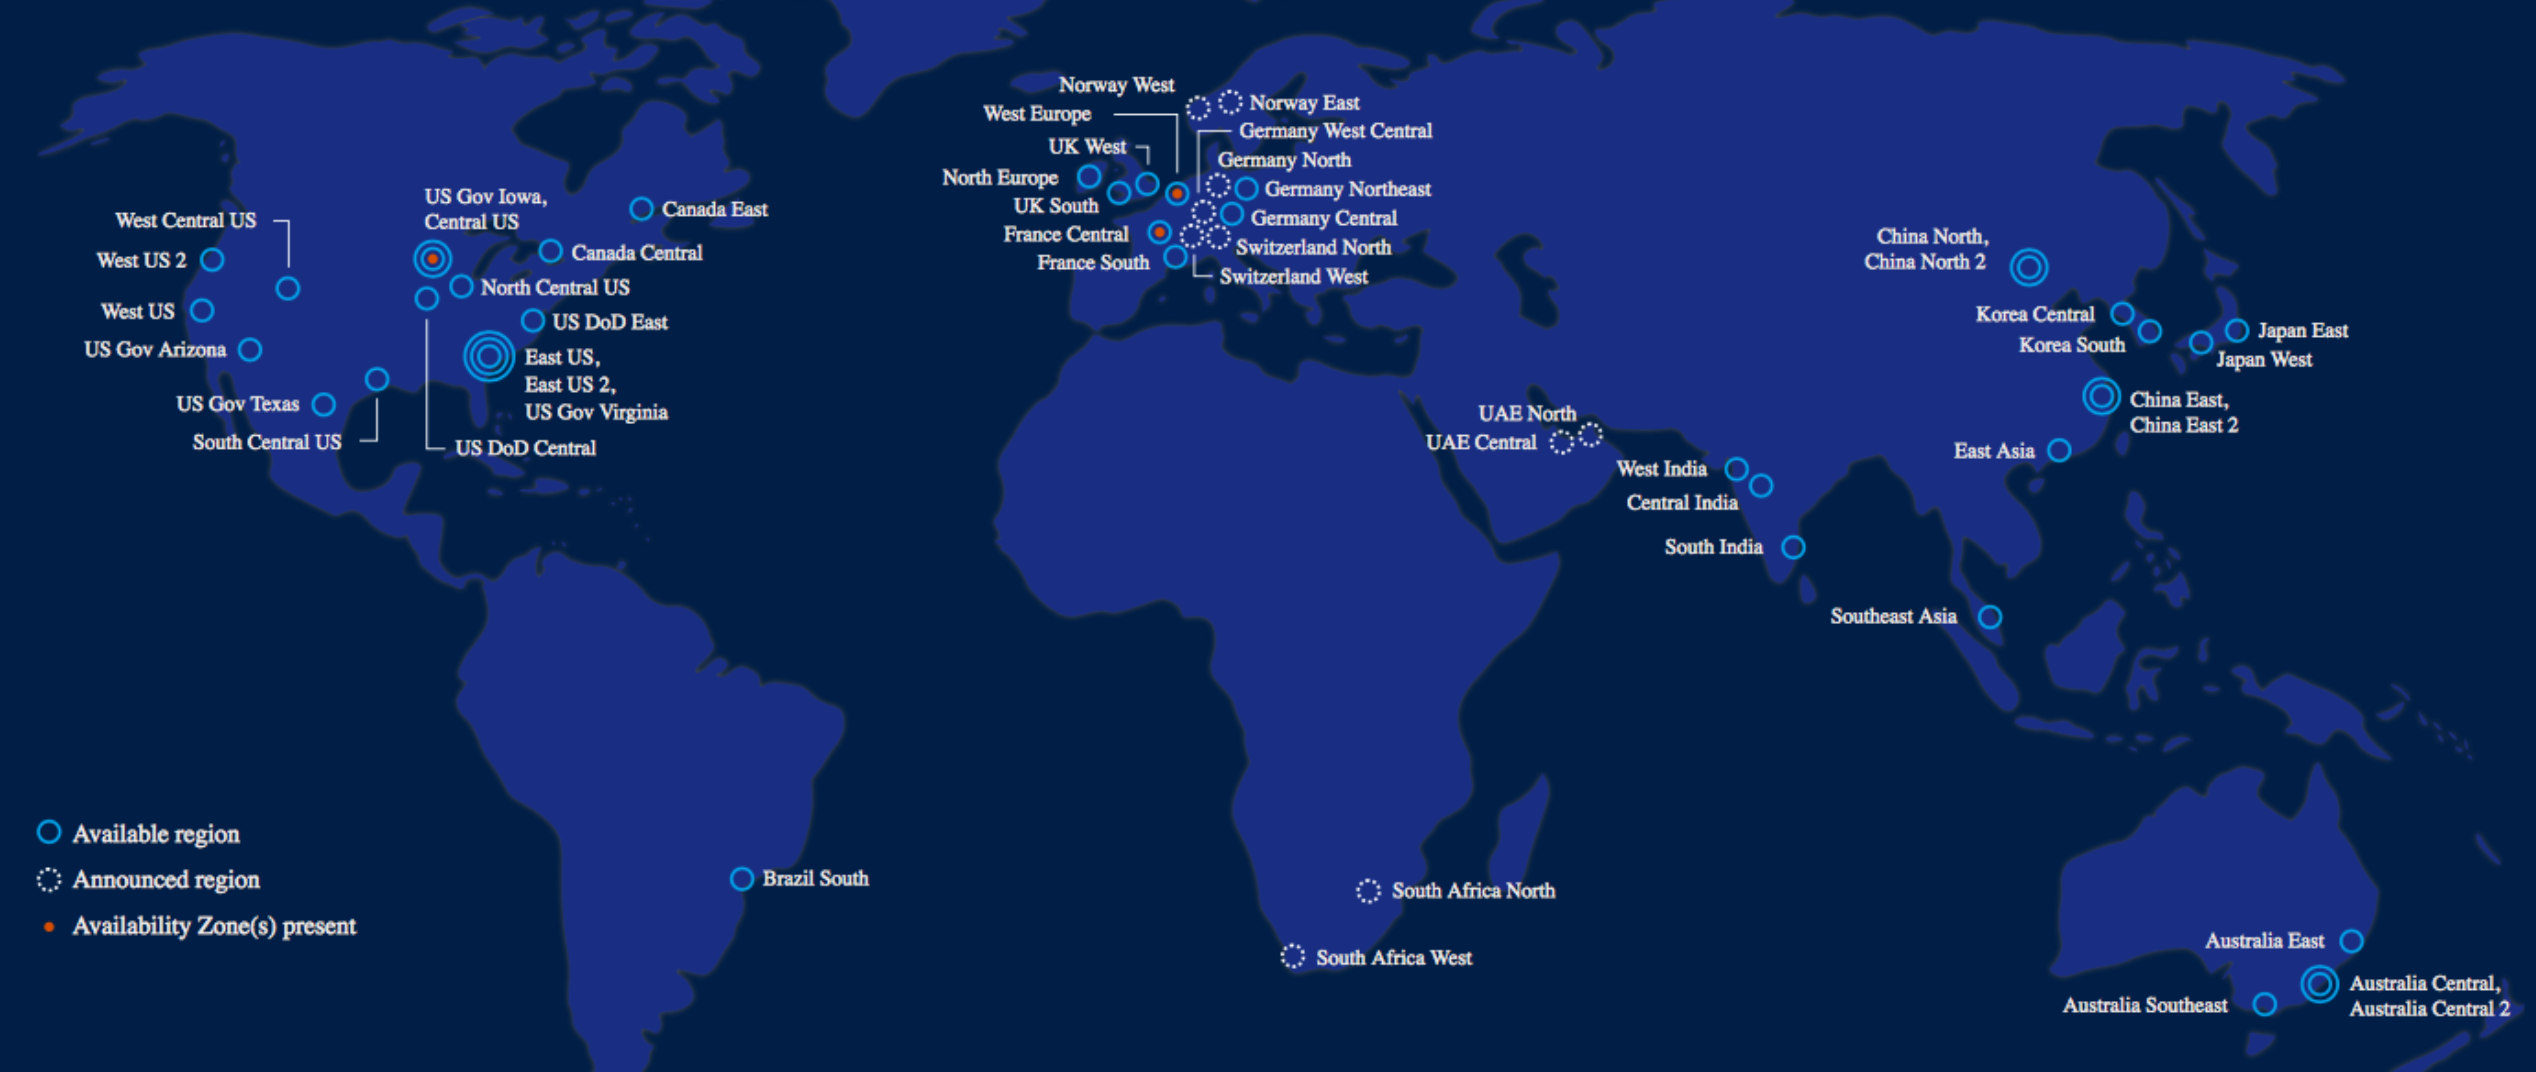 Norway West
Norway East
West Europe
Germany West Central
UK West
Germany North
North Europe
Germany Northeast
UK South
Germany Central
France Central
Switzerland North
France South
Switzerland West
US Gov Iowa,
Central US
Canada East
West Central US
West US 2
Canada Central
North Central US
West US
US DoD East
US Gov Arizona
East US,
East US 2,
US Gov Virginia
US Gov Texas
South Central US
US DoD Central
China North,
China North 2
Korea Central
Korea South
Japan East
Japan West
China East,
China East 2
East Asia
UAE North
UAE Central
West India
Central India
South India
Southeast Asia
Available region
Announced region
Availability Zone(s) present
Brazil South
South Africa North
South Africa West
Australia East
Australia Central,
Australia Central 2
Australia Southeast